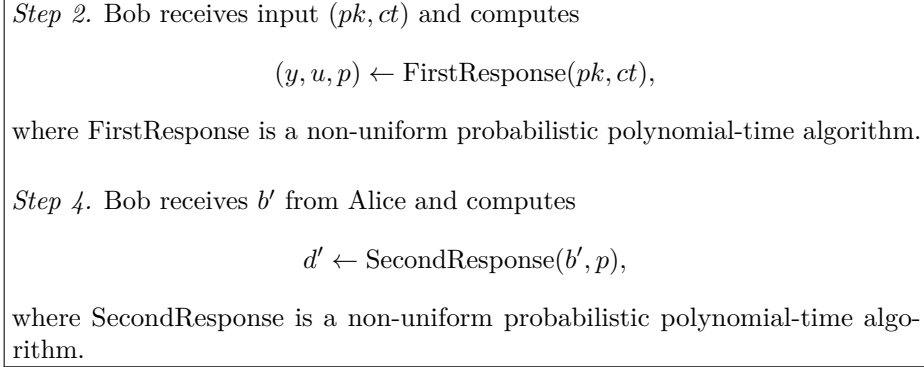 Step 2. Bob receives input (pk, ct) and computes
(y, u, p) ← FirstResponse(pk, ct),
where FirstResponse is a non-uniform probabilistic polynomial-time algorithm.
Step 4. Bob receives b′ from Alice and computes
d′ ← SecondResponse(b′, p),
where SecondResponse is a non-uniform probabilistic polynomial-time algo-
rithm.